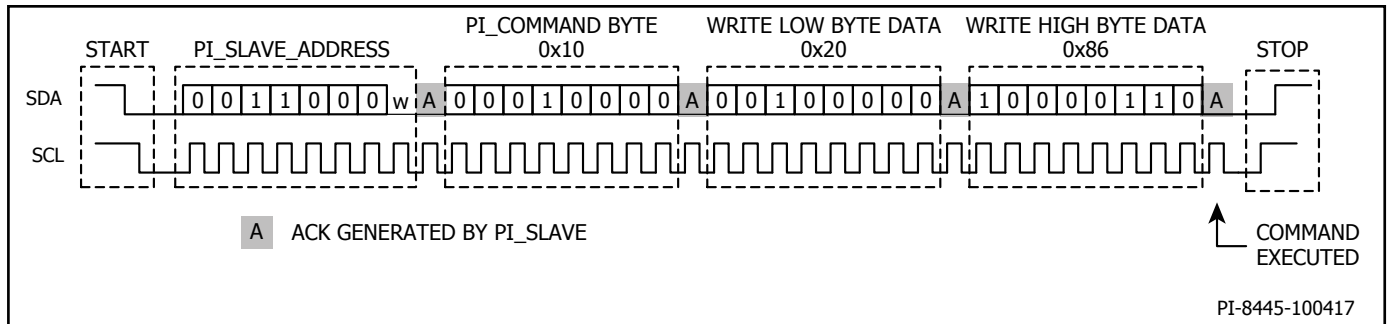 START PI_SLAVE_ADDRESS PI_COMMAND BYTE 0x10 WRITE LOW BYTE DATA 0x20 WRITE HIGH BYTE DATA 0x86 STOP
SDA 0 0 1 1 0 0 0 w A 0 0 0 1 0 0 0 0 A 0 0 1 0 0 0 0 0 A 1 0 0 0 0 1 1 0 A
SCL
A ACK GENERATED BY PI_SLAVE
COMMAND
EXECUTED
PI-8445-100417